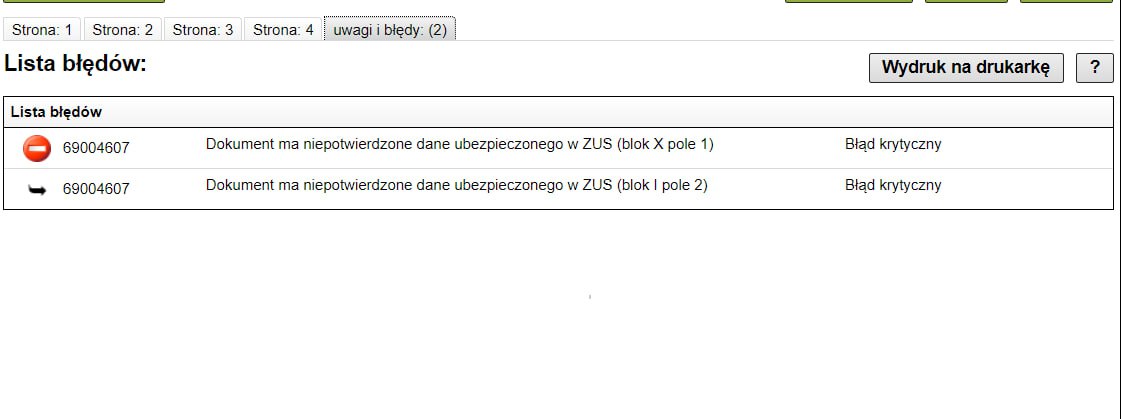 Strona: 1 Strona: 2 Strona: 3 Strona: 4 uwagi i błędy: (2)
Lista błędów: Wydruk na drukarkę ?
Lista błędów
69004607 Dokument ma niepotwierdzone dane ubezpieczonego w ZUS (blok X pole 1) Błąd krytyczny
69004607 Dokument ma niepotwierdzone dane ubezpieczonego w ZUS (blok I pole 2) Błąd krytyczny